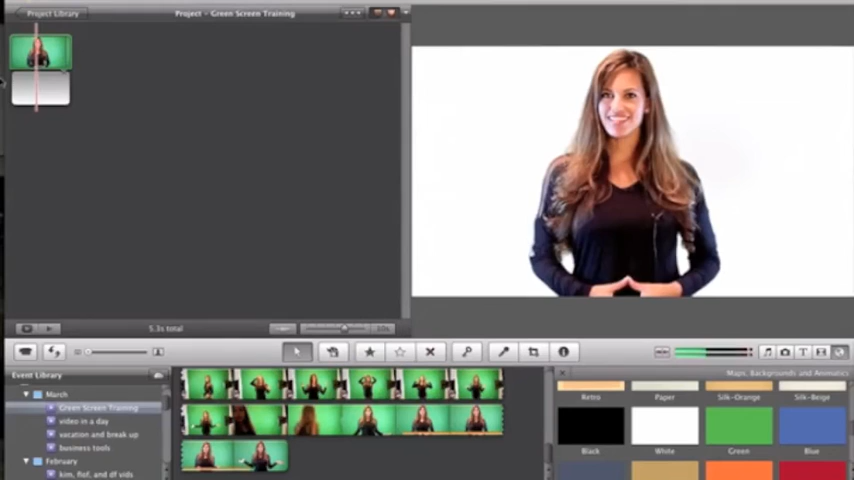 Project Library
Project - Green Screen Training
5.3s total
10s
Event Library
March
Green Screen Training
video in a day
vacation and break up
business tools
February
kim, flof, and df vids
Maps, Backgrounds and Animatics
Retro
Paper
Silk-Orange
Silk-Beige
Black
White
Green
Blue